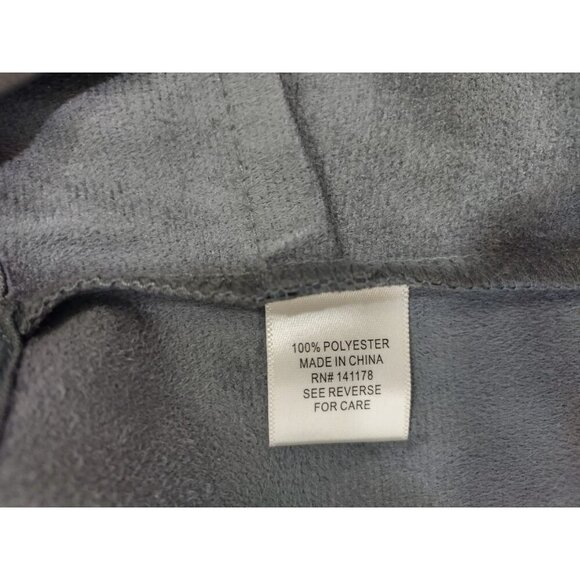 100% POLYESTER
MADE IN CHINA
RN# 141178
SEE REVERSE
FOR CARE